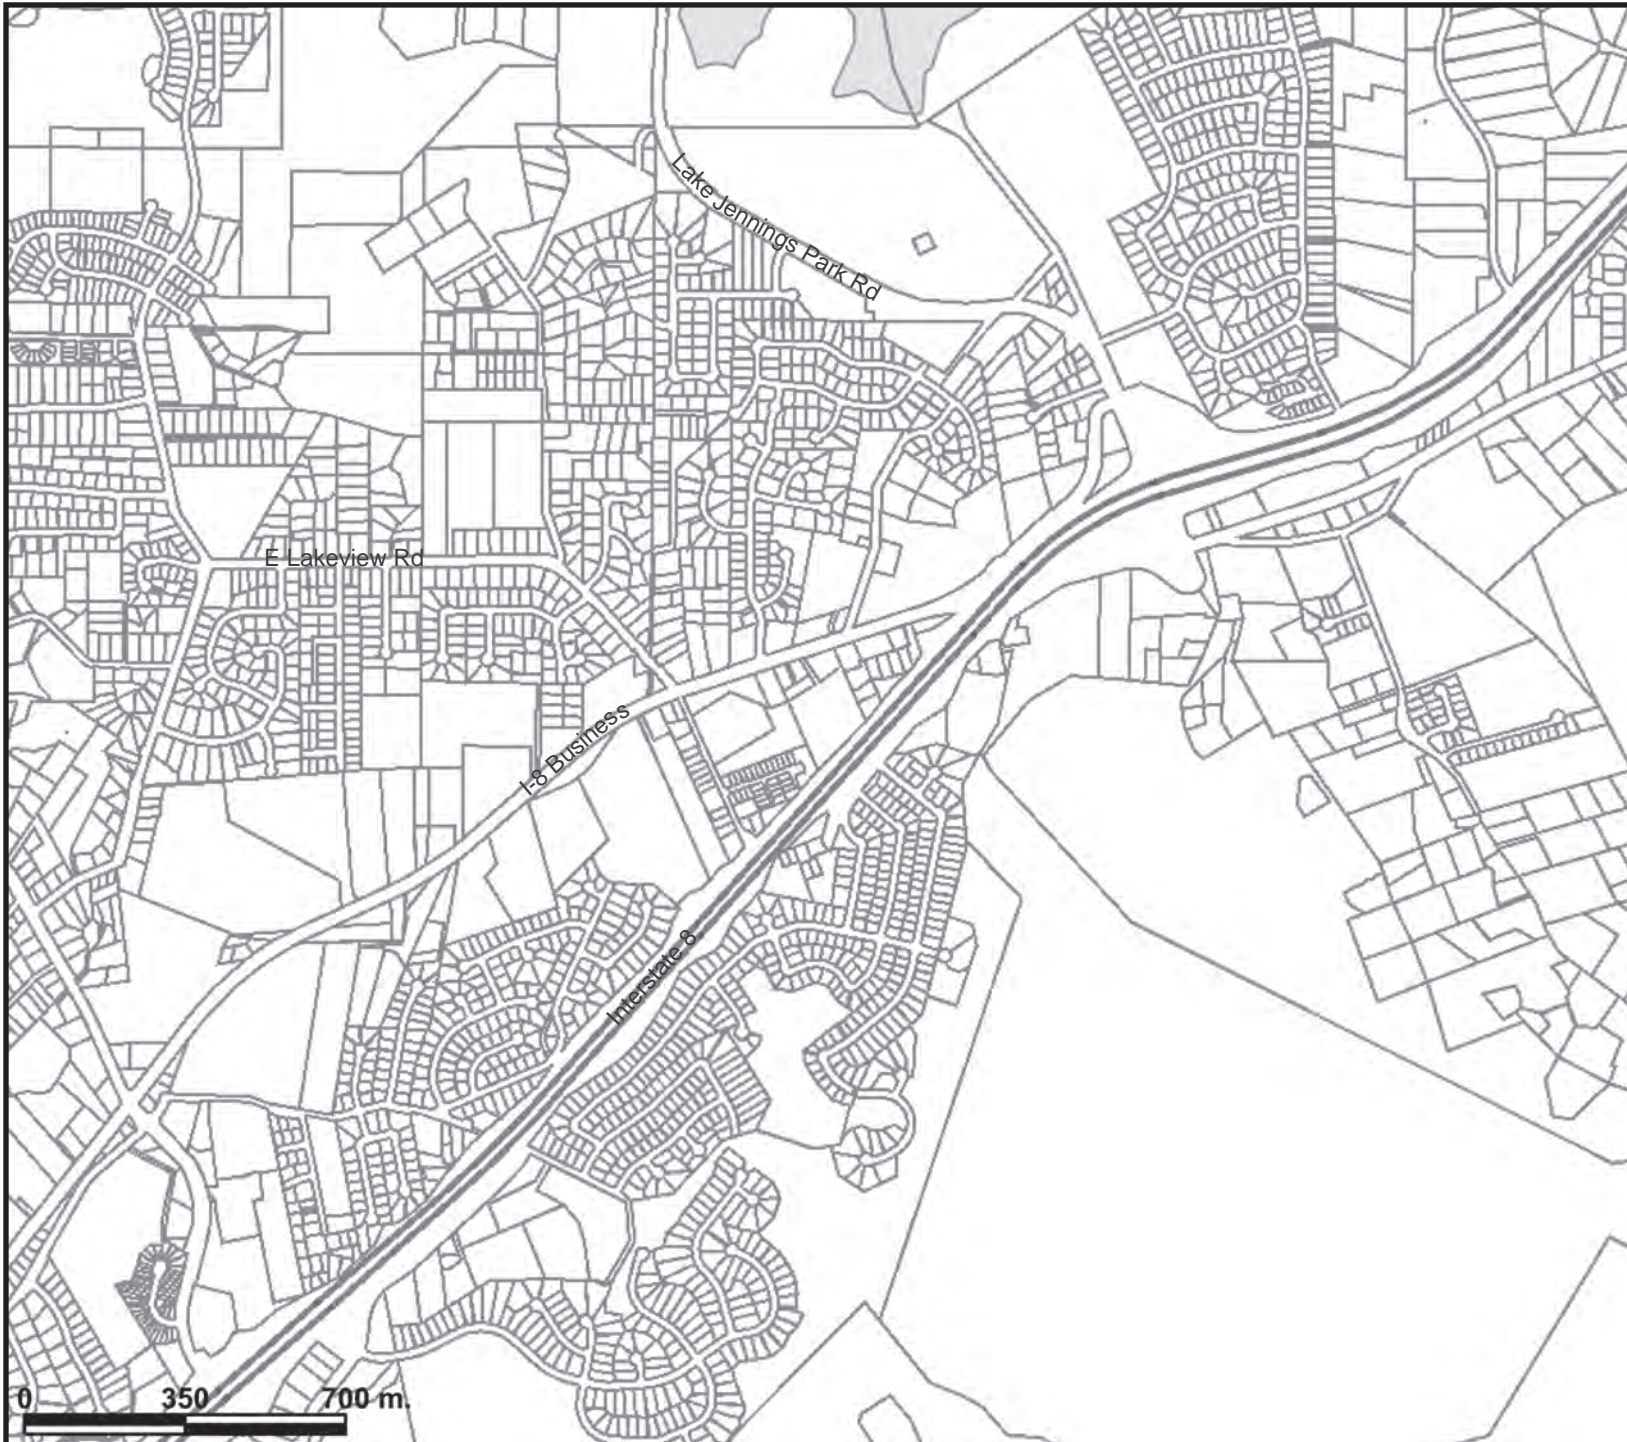 Lake Jennings Park Rd
E Lakeview Rd
I-8 Business
Interstate 8
0 350 700 m.